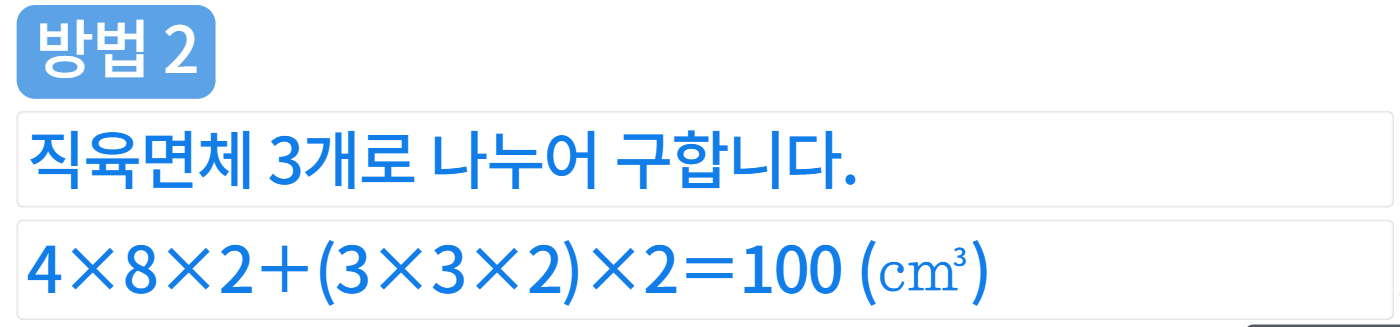 방법 2
직육면체 3개로 나누어 구합니다.
4×8×2+(3×3×2)×2=100 (cm³)